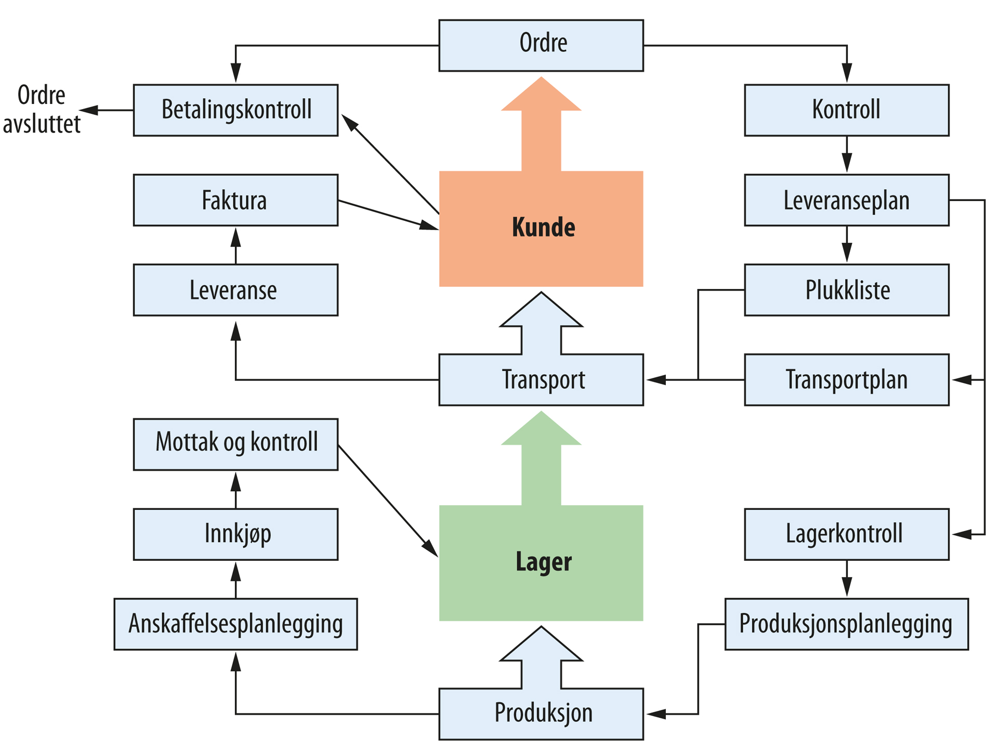 Ordre
Ordre
avsluttet
Betalingskontroll
Kontroll
Faktura
Kunde
Leveranseplan
Leveranse
Plukkliste
Transport
Transportplan
Mottak og kontroll
Innkjøp
Lager
Lagerkontroll
Anskaffelsesplanlegging
Produksjonsplanlegging
Produksjon